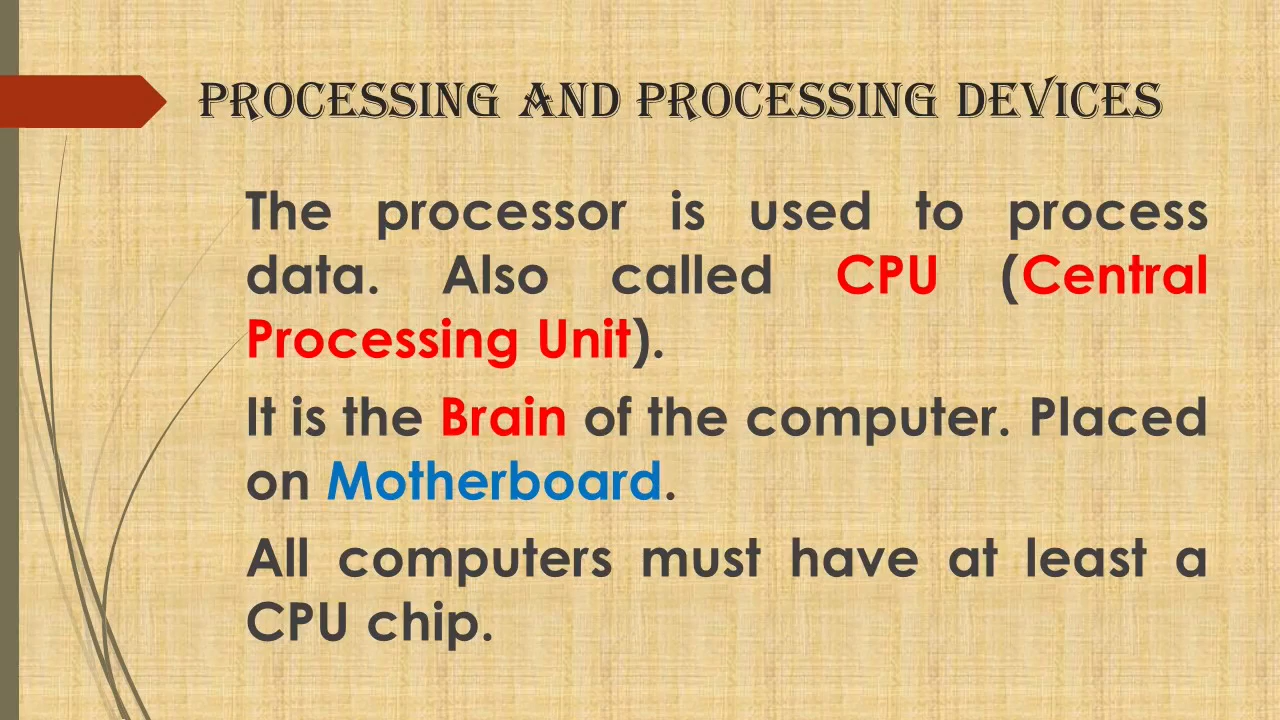 Processing and Processing Devices
The processor is used to process
data. Also called CPU (Central
Processing Unit).
It is the Brain of the computer. Placed
on Motherboard.
All computers must have at least a
CPU chip.